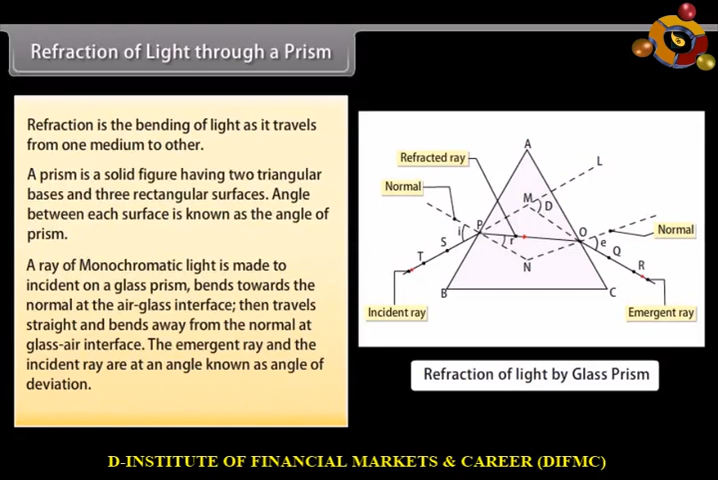 Refraction of Light through a Prism
Refraction is the bending of light as it travels
from one medium to other.
A prism is a solid figure having two triangular
bases and three rectangular surfaces. Angle
between each surface is known as the angle of
prism.
A ray of Monochromatic light is made to
incident on a glass prism, bends towards the
normal at the air-glass interface; then travels
straight and bends away from the normal at
glass-air interface. The emergent ray and the
incident ray are at an angle known as angle of
deviation.
A
L
Refracted ray
Normal
M
D
P
i
O
Normal
S
r
e
T
Q
N
R
B
C
Incident ray
Emergent ray
Refraction of light by Glass Prism
D-INSTITUTE OF FINANCIAL MARKETS & CAREER (DIFMC)